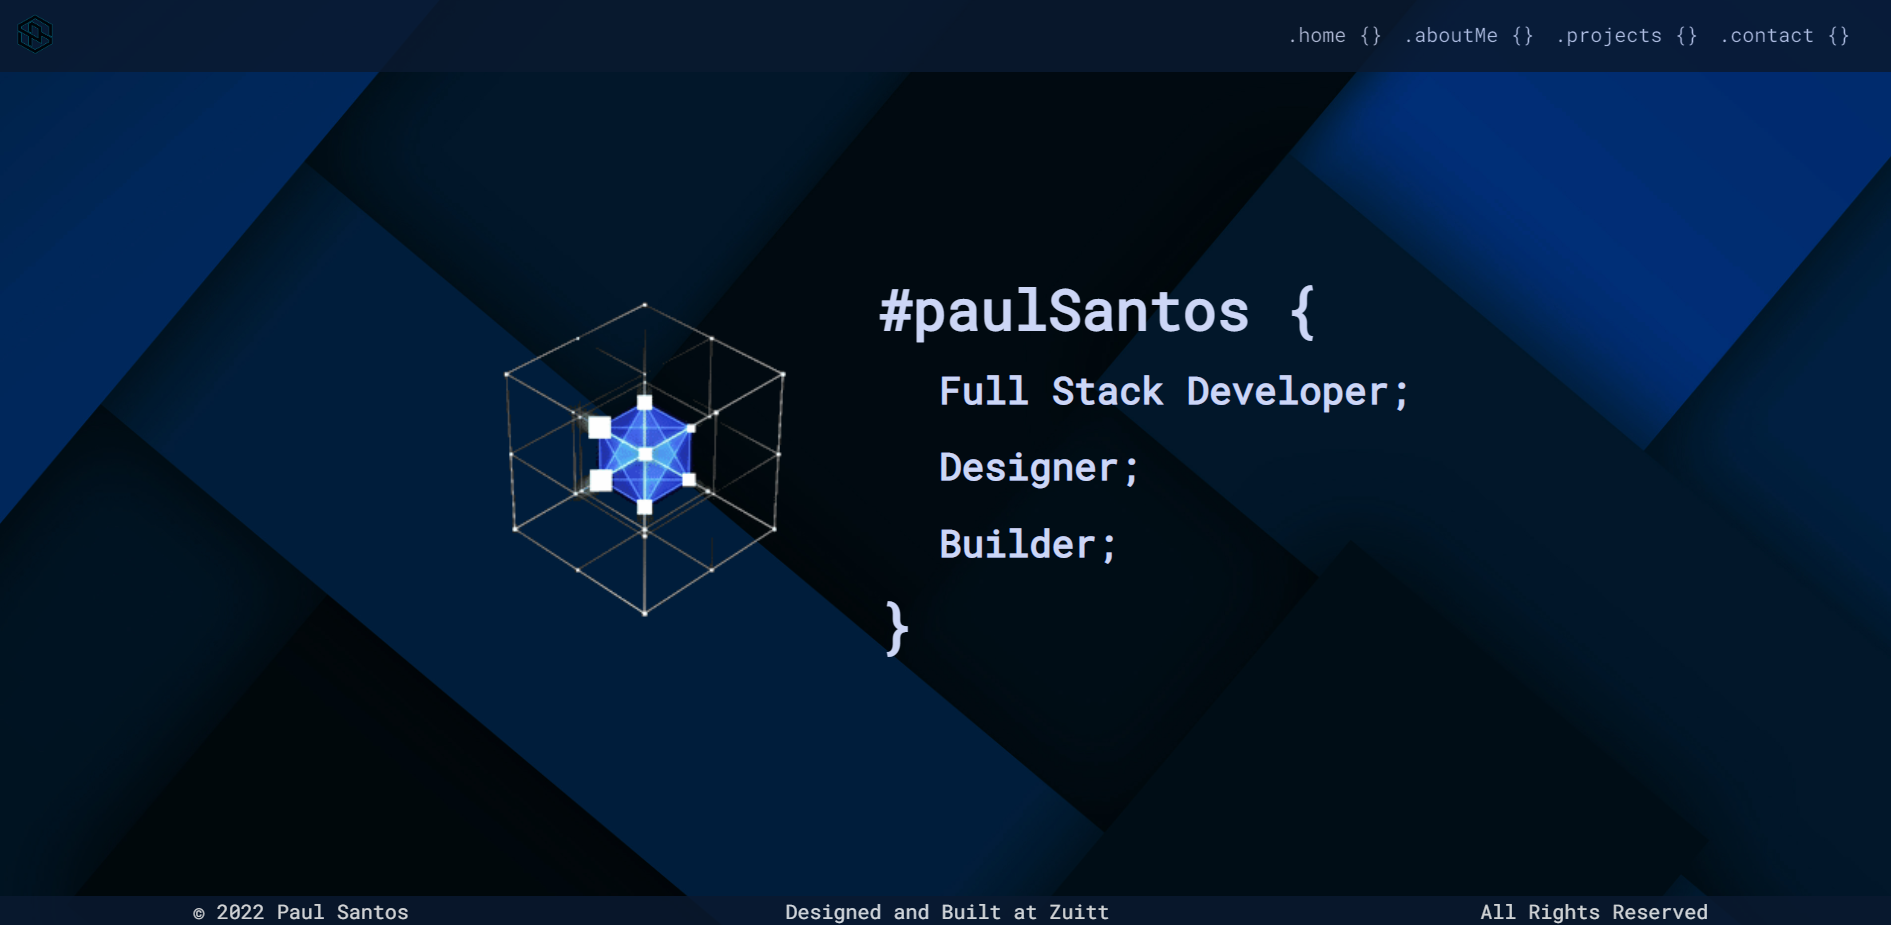 .home {} .aboutMe {} .projects {} .contact {}
#paulSantos {
Full Stack Developer;
Designer;
Builder;
}
© 2022 Paul Santos Designed and Built at Zuitt All Rights Reserved